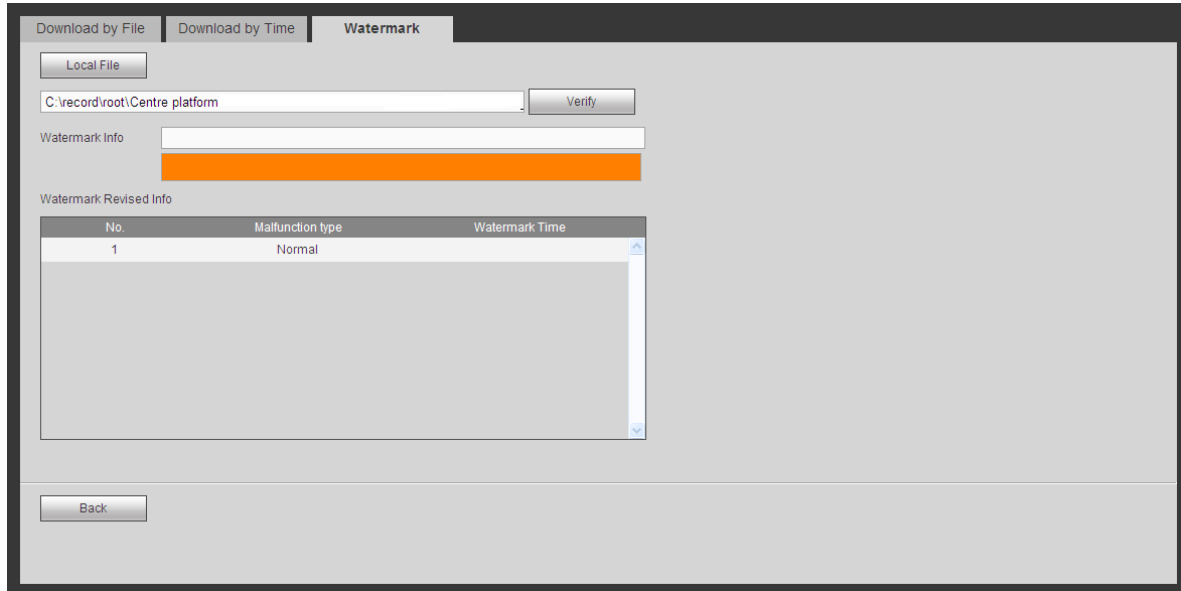 Download by File Download by Time Watermark
Local File
C:\record\root\Centre platform Verify
Watermark Info
Watermark Revised Info
No. Malfunction type Watermark Time
1 Normal
Back